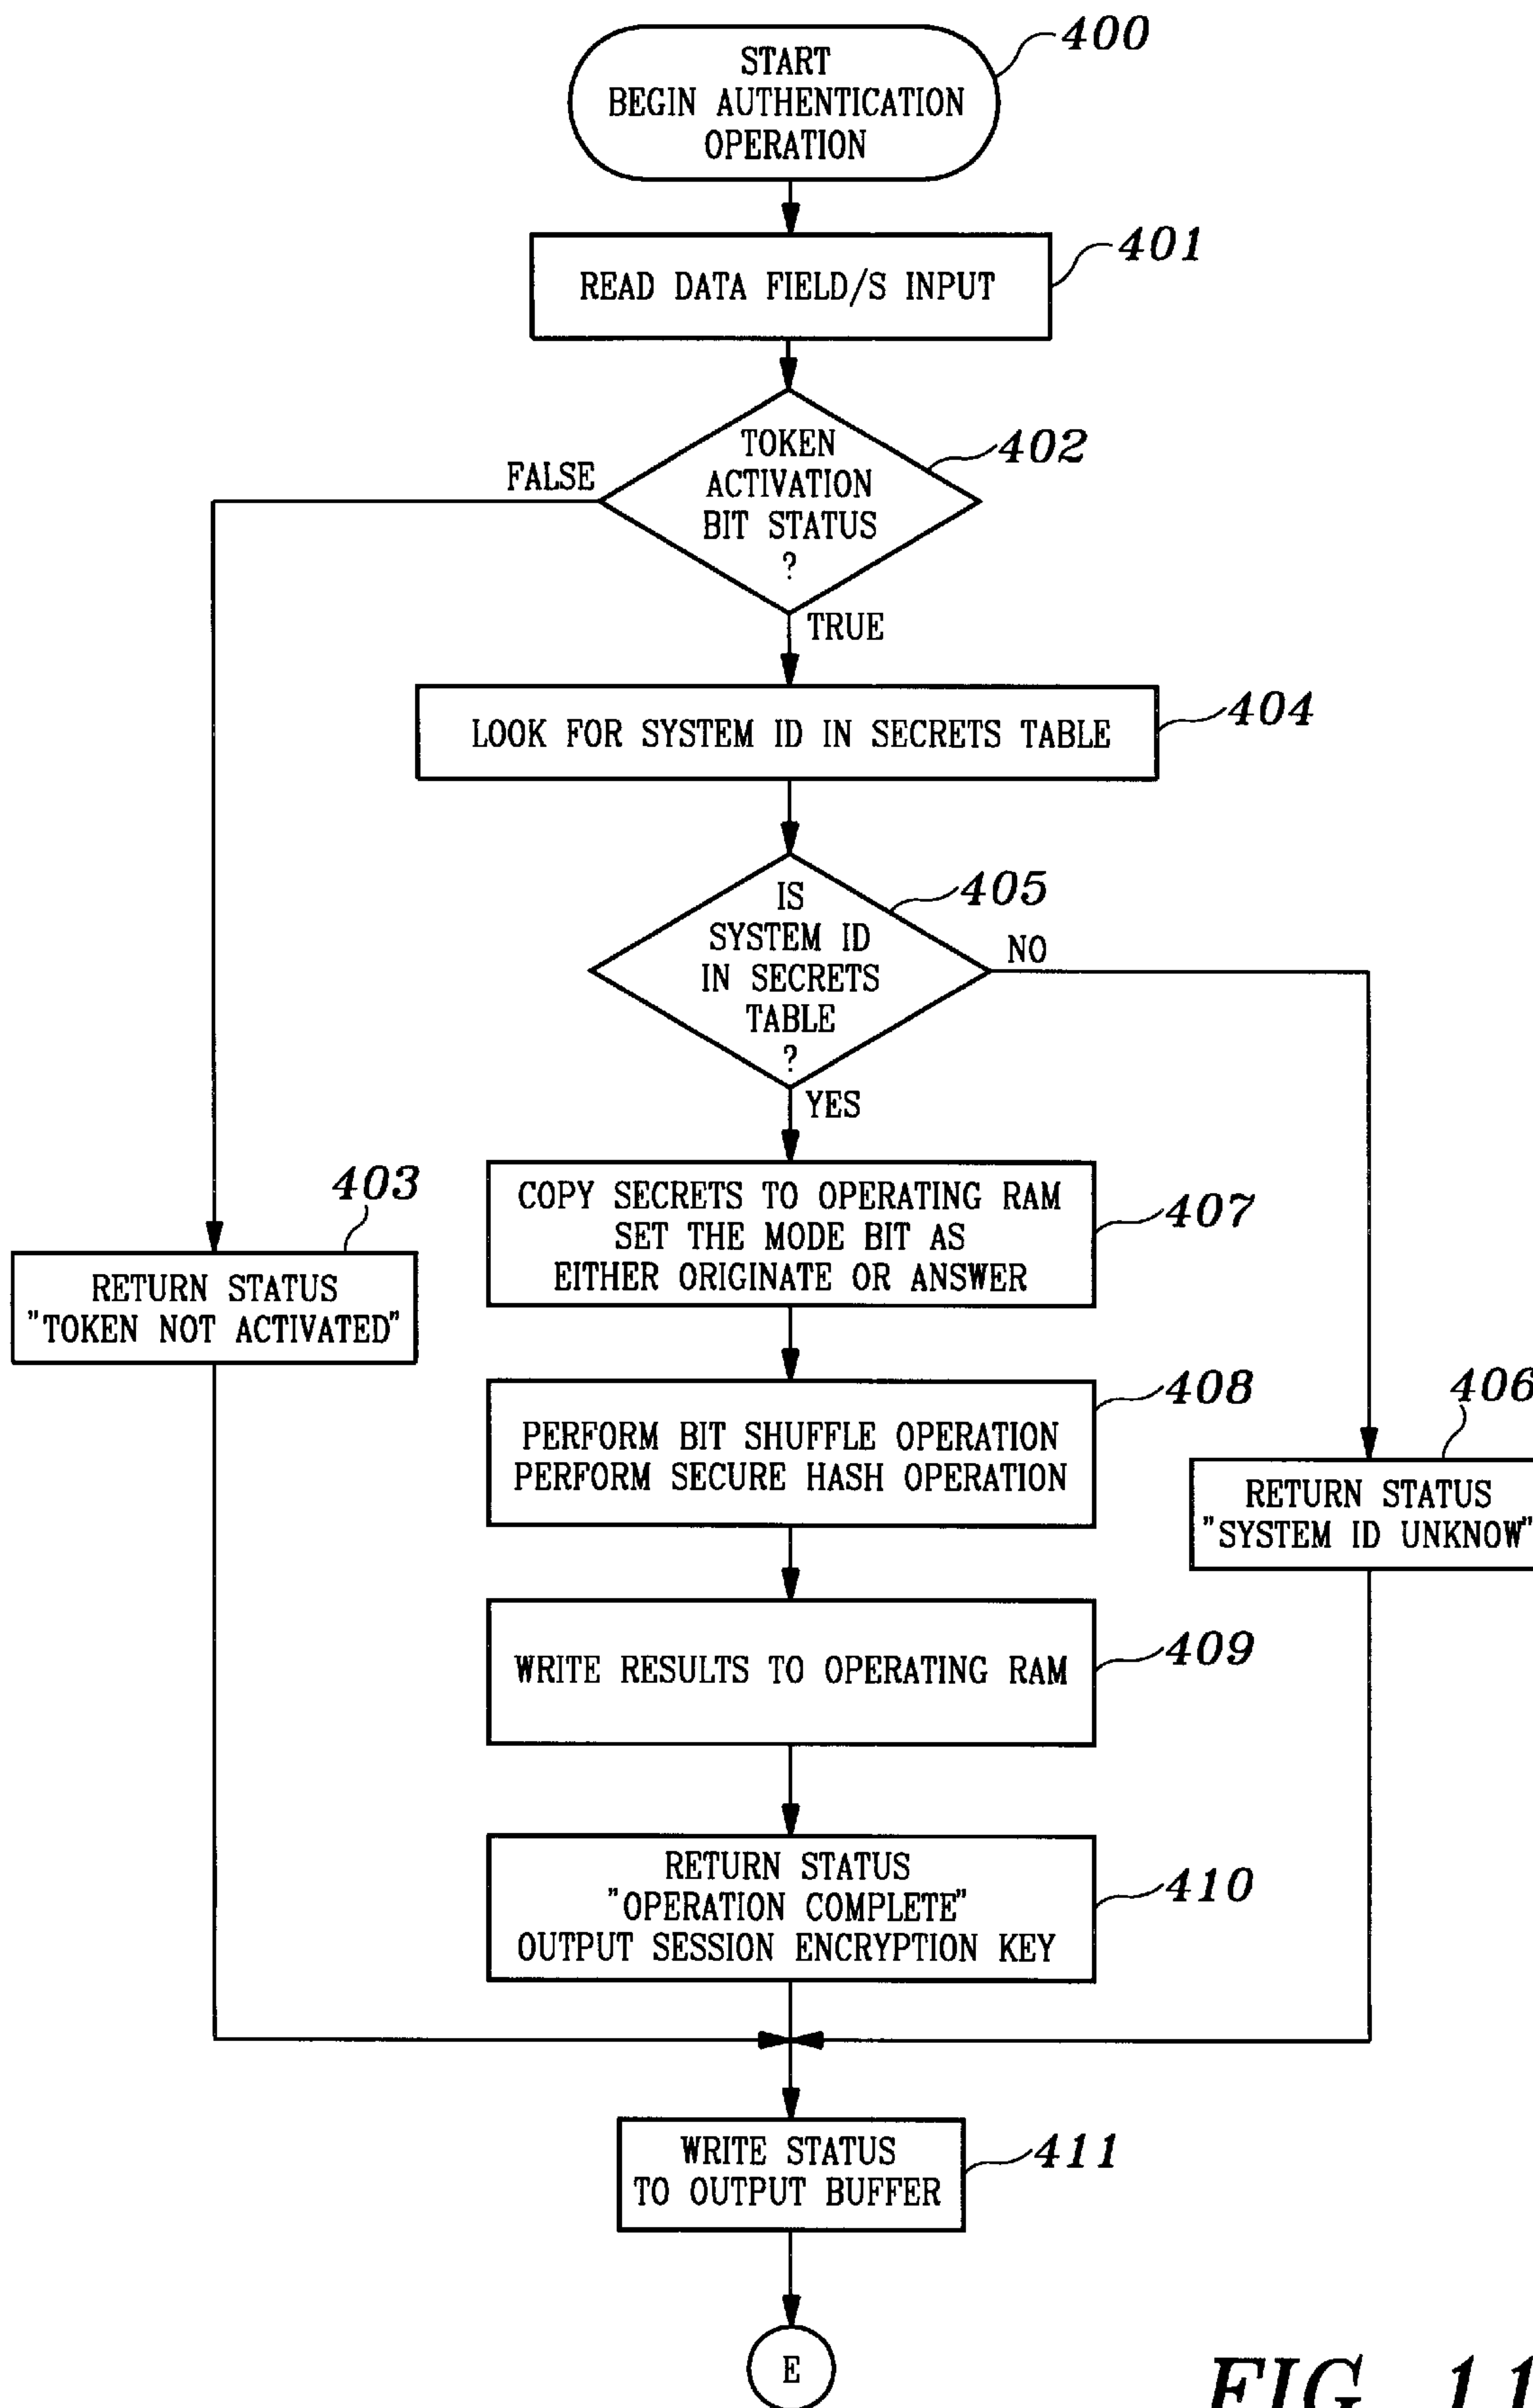 400
START
BEGIN AUTHENTICATION
OPERATION
401
READ DATA FIELD/S INPUT
402
TOKEN
ACTIVATION
BIT STATUS
?
FALSE
TRUE
404
LOOK FOR SYSTEM ID IN SECRETS TABLE
405
IS
SYSTEM ID
IN SECRETS
TABLE
?
NO
YES
403
RETURN STATUS
"TOKEN NOT ACTIVATED"
407
COPY SECRETS TO OPERATING RAM
SET THE MODE BIT AS
EITHER ORIGINATE OR ANSWER
408
PERFORM BIT SHUFFLE OPERATION
PERFORM SECURE HASH OPERATION
406
RETURN STATUS
"SYSTEM ID UNKNOW"
409
WRITE RESULTS TO OPERATING RAM
410
RETURN STATUS
"OPERATION COMPLETE"
OUTPUT SESSION ENCRYPTION KEY
411
WRITE STATUS
TO OUTPUT BUFFER
E
FIG. 11